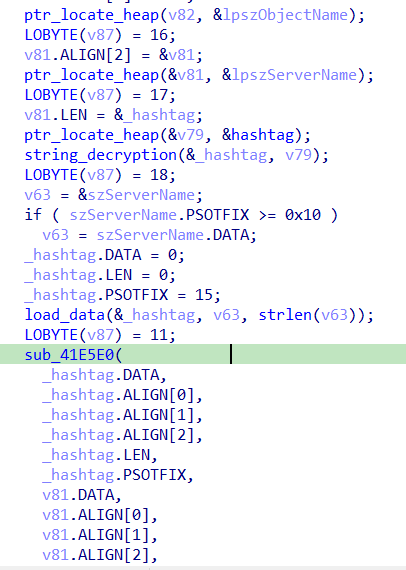 ptr_locate_heap(v82, &lpszObjectName);
LOBYTE(v87) = 16;
v81.ALIGN[2] = &v81;
ptr_locate_heap(&v81, &lpszServerName);
LOBYTE(v87) = 17;
v81.LEN = &_hashtag;
ptr_locate_heap(&v79, &hashtag);
string_decryption(&_hashtag, v79);
LOBYTE(v87) = 18;
v63 = &szServerName;
if ( szServerName.PSOTFIX >= 0x10 )
v63 = szServerName.DATA;
_hashtag.DATA = 0;
_hashtag.LEN = 0;
_hashtag.PSOTFIX = 15;
load_data(&_hashtag, v63, strlen(v63));
LOBYTE(v87) = 11;
sub_41E5E0(
_hashtag.DATA,
_hashtag.ALIGN[0],
_hashtag.ALIGN[1],
_hashtag.ALIGN[2],
_hashtag.LEN,
_hashtag.PSOTFIX,
v81.DATA,
v81.ALIGN[0],
v81.ALIGN[1],
v81.ALIGN[2],